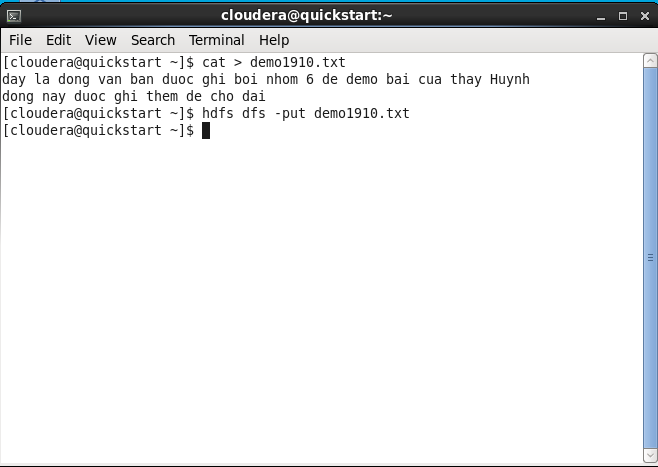 cloudera@quickstart:~
File Edit View Search Terminal Help
[cloudera@quickstart ~]$ cat > demo1910.txt
day la dong van ban duoc ghi boi nhom 6 de demo bai cua thay Huynh
dong nay duoc ghi them de cho dai
[cloudera@quickstart ~]$ hdfs dfs -put demo1910.txt
[cloudera@quickstart ~]$